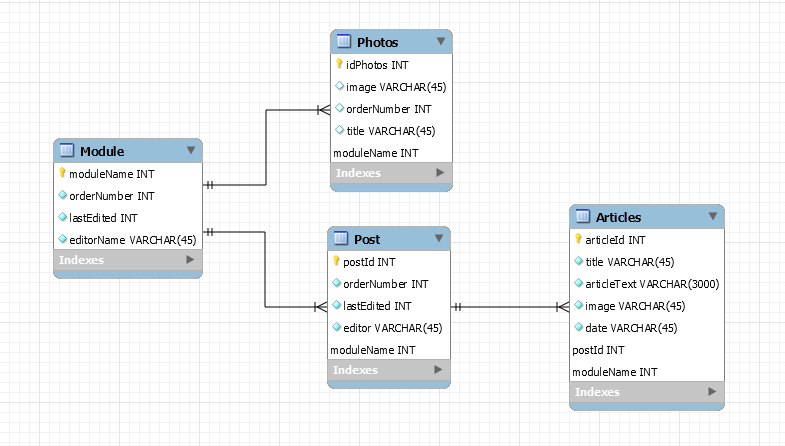 Photos
idPhotos INT
image VARCHAR(45)
orderNumber INT
title VARCHAR(45)
moduleName INT
Indexes
Module
moduleName INT
orderNumber INT
lastEdited INT
editorName VARCHAR(45)
Indexes
Post
postId INT
orderNumber INT
lastEdited INT
editor VARCHAR(45)
moduleName INT
Indexes
Articles
articleId INT
title VARCHAR(45)
articleText VARCHAR(3000)
image VARCHAR(45)
date VARCHAR(45)
postId INT
moduleName INT
Indexes